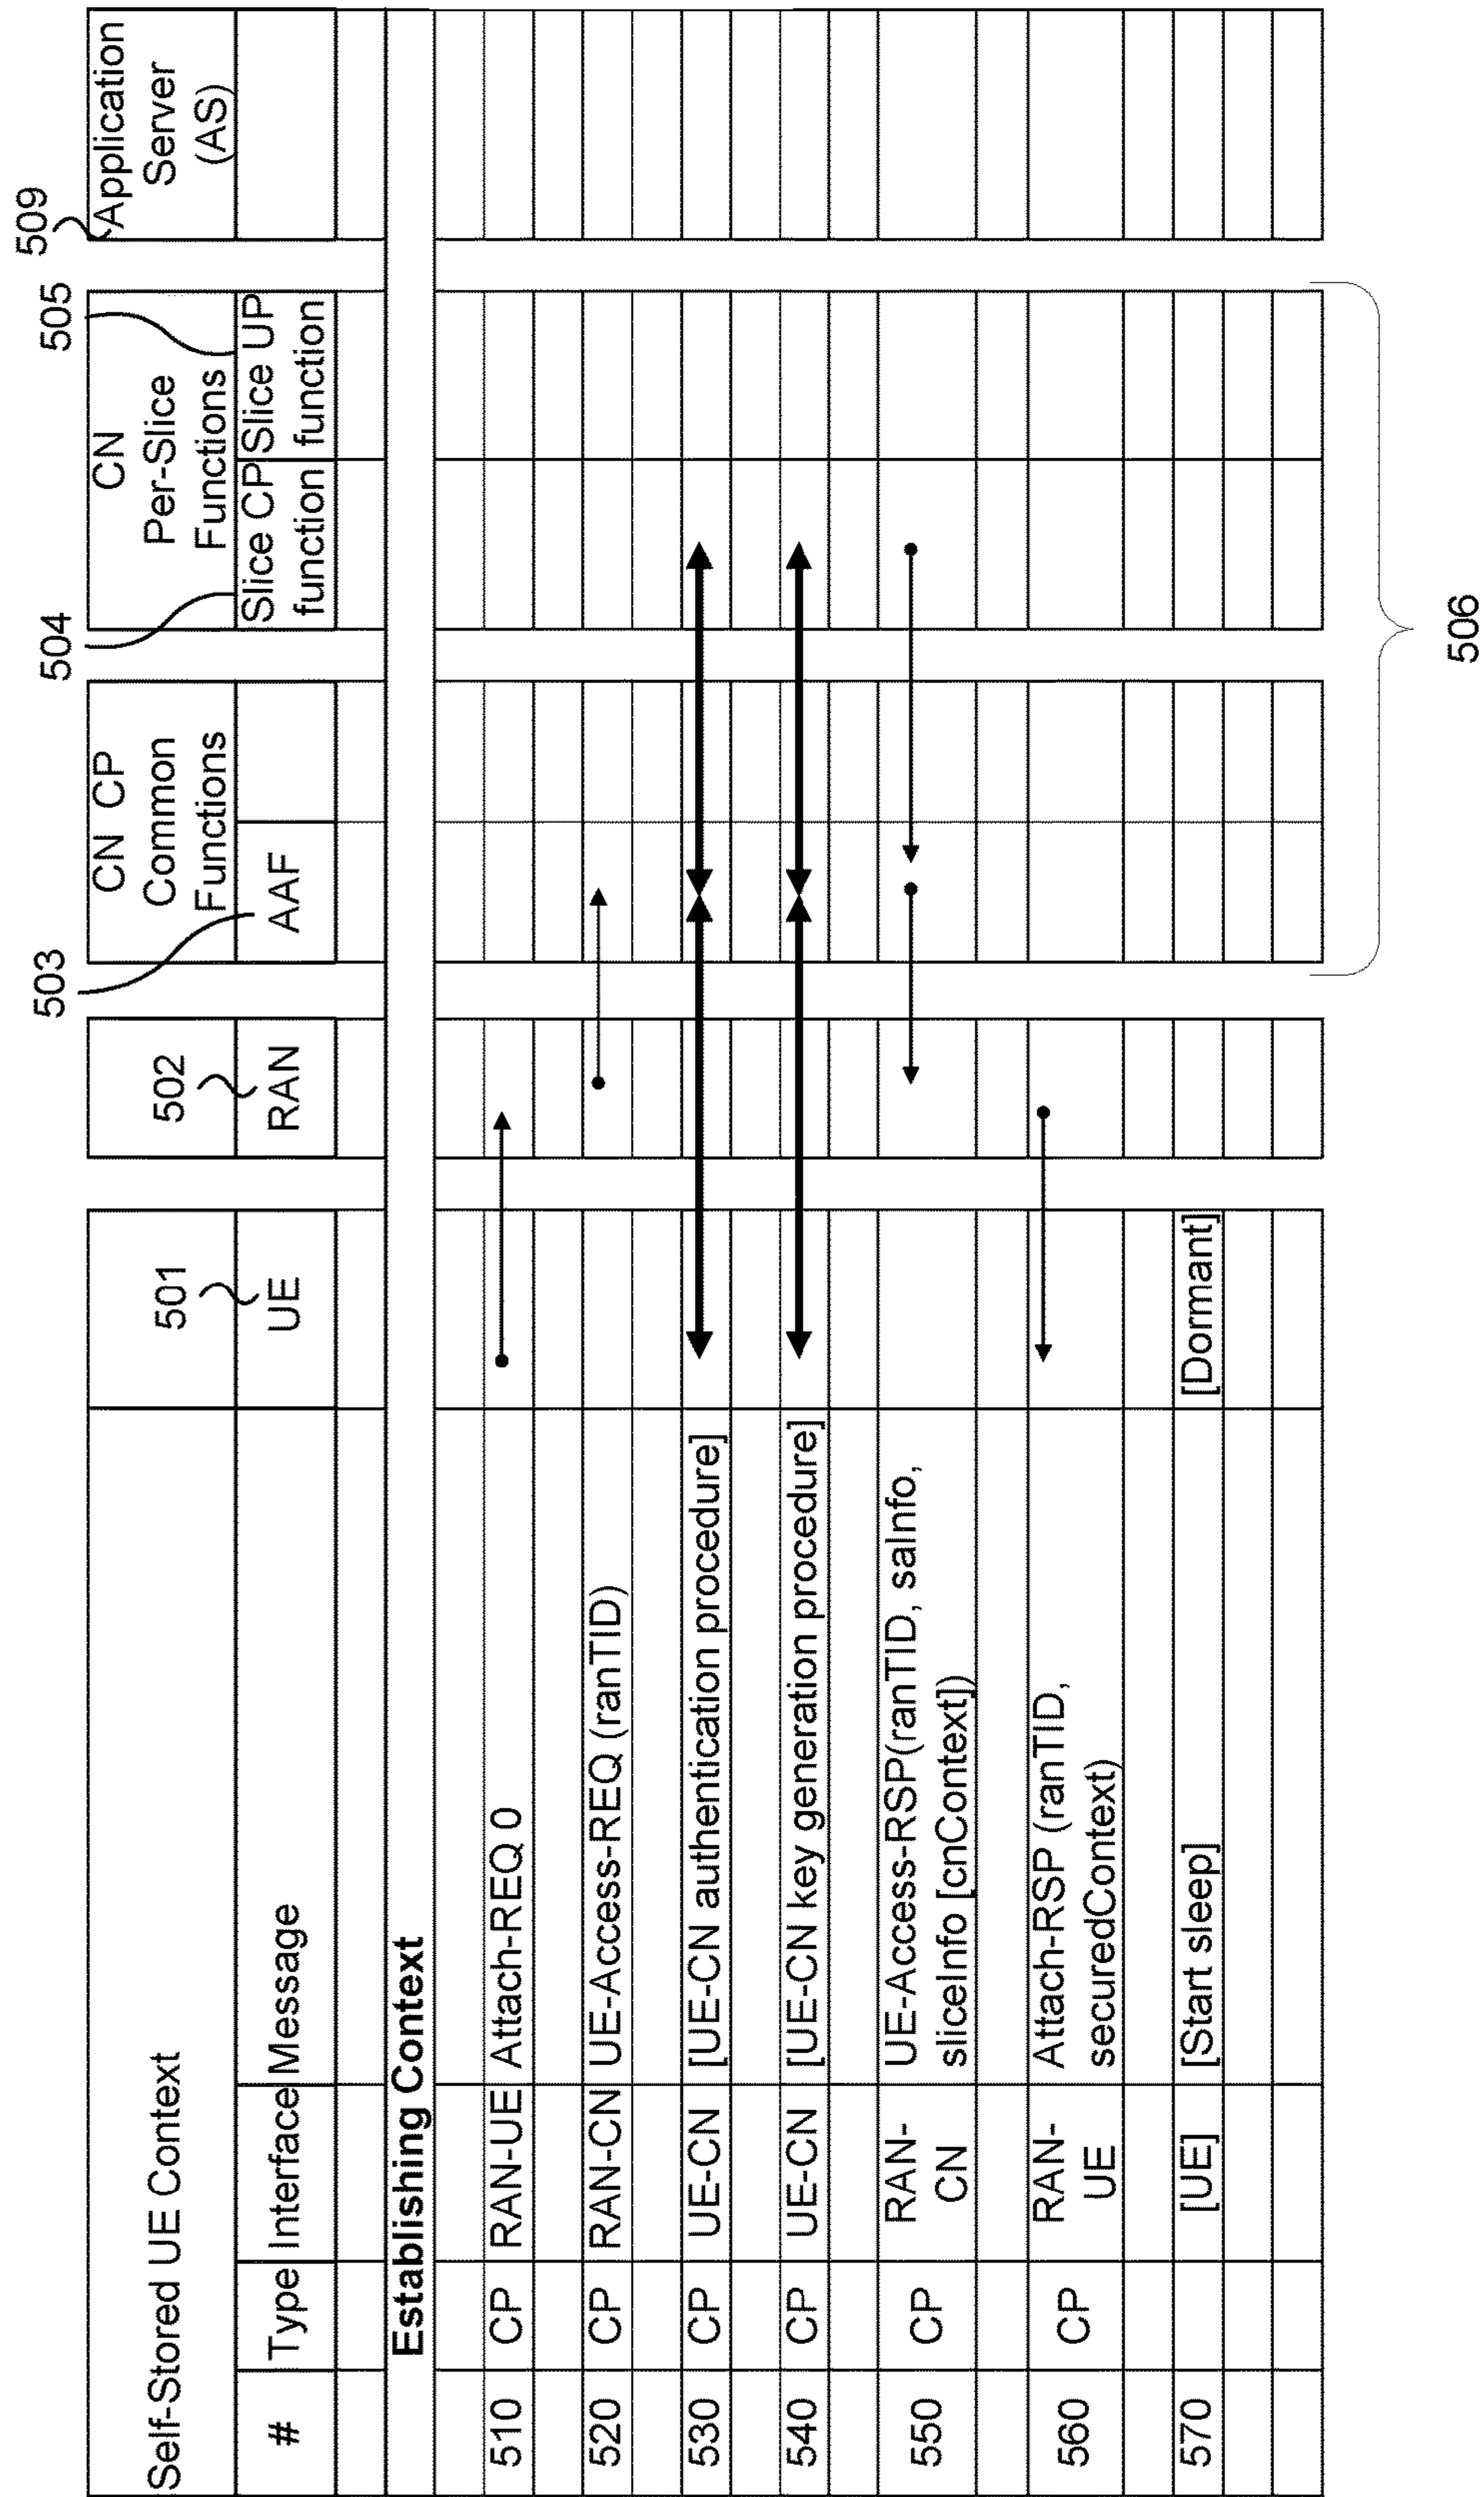 Self-Stored UE Context
501
502
503
504
505
509
CN CP
Common
Functions
CN
Per-Slice
Functions
Application
Server
(AS)
# Type Interface Message UE RAN AAF Slice CP function Slice UP function
Establishing Context
510 CP RAN-UE Attach-REQ 0
520 CP RAN-CN UE-Access-REQ (ranTID)
530 CP UE-CN [UE-CN authentication procedure]
540 CP UE-CN [UE-CN key generation procedure]
550 CP RAN-CN UE-Access-RSP(ranTID, saInfo,
sliceInfo [cnContext])
560 CP RAN-UE Attach-RSP (ranTID,
securedContext)
570 [UE] [Start sleep] [Dormant]
506